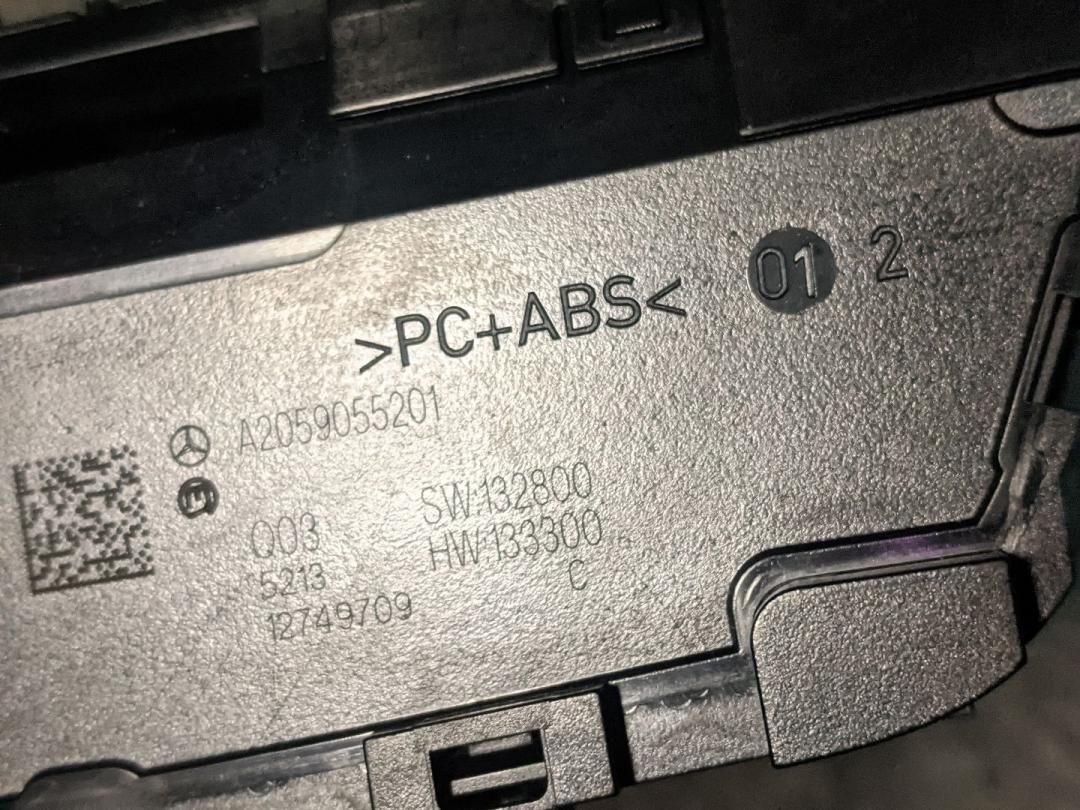 01 2
>PC+ABS<
A2059055201
Q03 SW:132800
5213 HW:133300
12749709 C